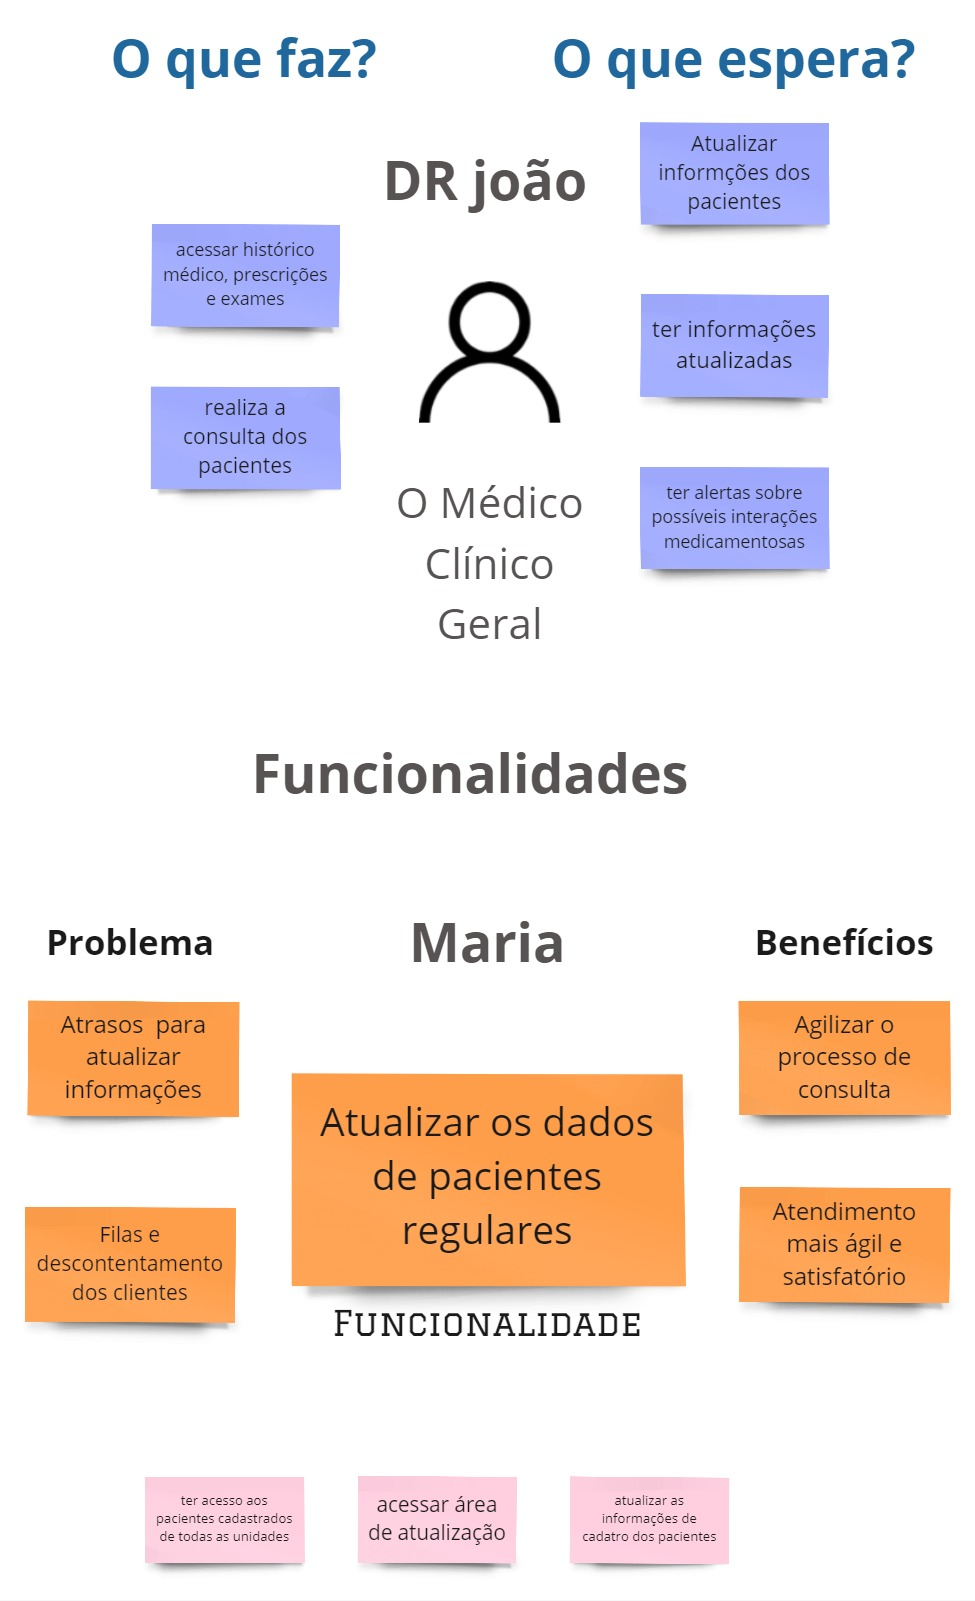 O que faz?
O que espera?
DR joão
acessar histórico
médico, prescrições
e exames
realiza a
consulta dos
pacientes
Atualizar
informções dos
pacientes
ter informações
atualizadas
ter alertas sobre
possíveis interações
medicamentosas
O Médico
Clínico
Geral
Funcionalidades
Problema
Maria
Benefícios
Atrasos para
atualizar
informações
Filas e
descontentamento
dos clientes
Atualizar os dados
de pacientes
regulares
Funcionalidade
Agilizar o
processo de
consulta
Atendimento
mais ágil e
satisfatório
ter acesso aos
pacientes cadastrados
de todas as unidades
acessar área
de atualização
atualizar as
informações de
cadatro dos pacientes